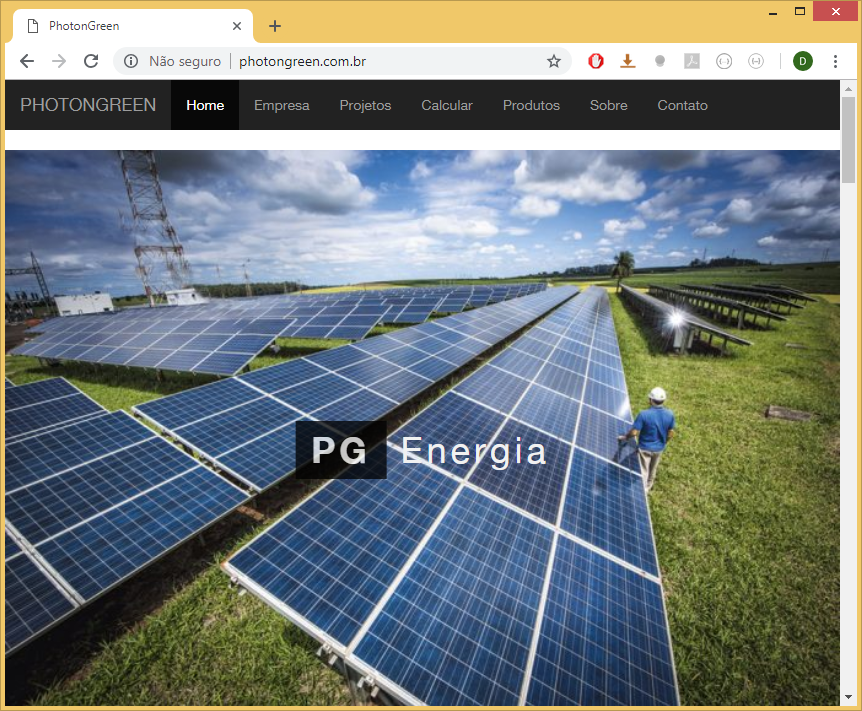 PhotonGreen
Não seguro photongreen.com.br
D
PHOTONGREEN Home Empresa Projetos Calcular Produtos Sobre Contato
PG Energia